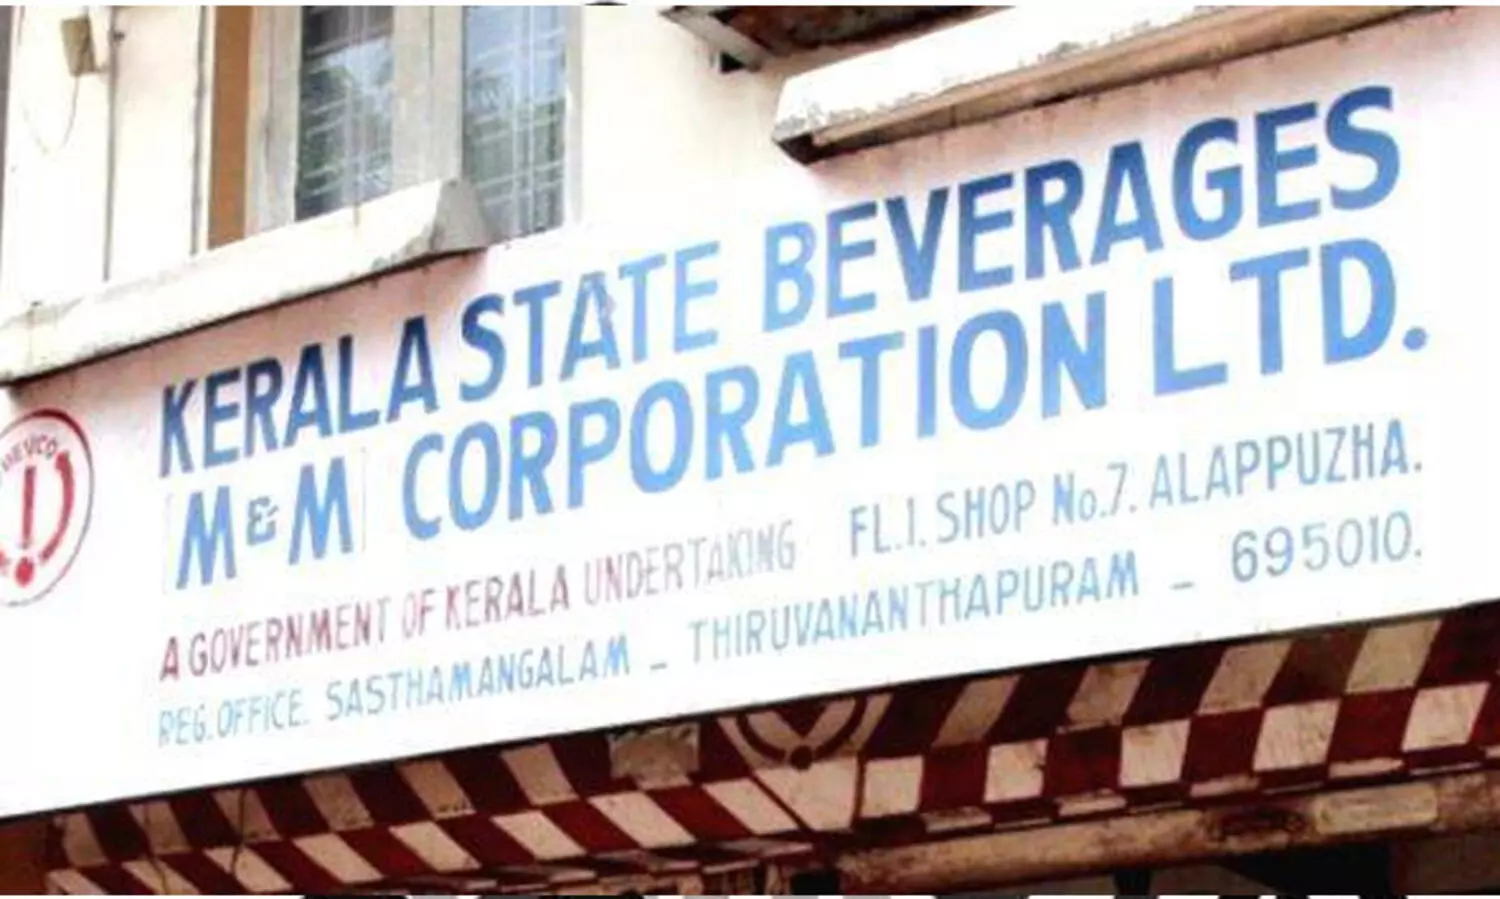 BEVCO
KERALA STATE BEVERAGES
M & M CORPORATION LTD.
A GOVERNMENT OF KERALA UNDERTAKING FL.1. SHOP No.7. ALAPPUZHA.
REG. OFFICE. SASTHAMANGALAM - THIRUVANANTHAPURAM - 695010.